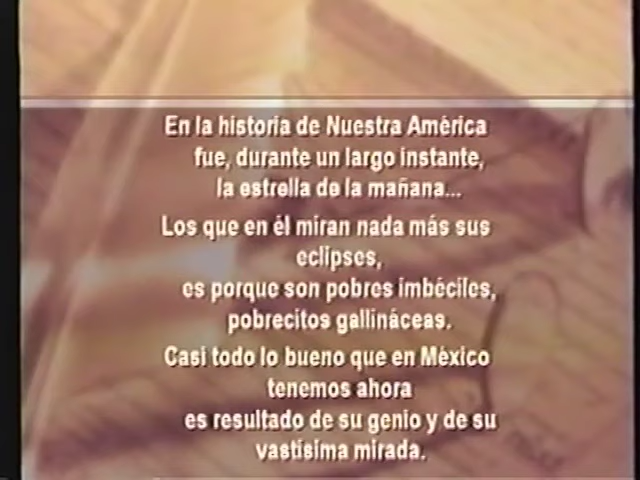 En la historia de Nuestra América
fue, durante un largo instante,
la estrella de la mañana...
Los que en él miran nada más sus
eclipses,
es porque son pobres imbéciles,
pobrecitos gallináceas.
Casi todo lo bueno que en México
tenemos ahora
es resultado de su genio y de su
vastísima mirada.